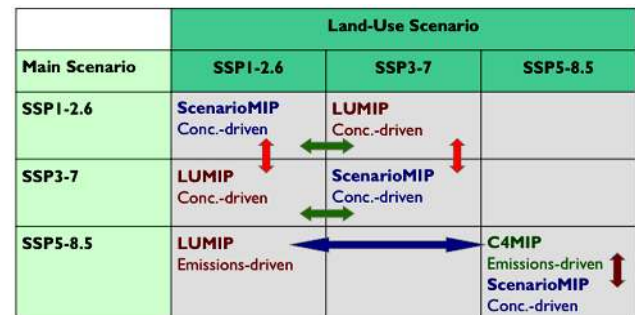 Land-Use Scenario
Main Scenario SSP1-2.6 SSP3-7 SSP5-8.5
SSP1-2.6 ScenarioMIP LUMIP
Conc.-driven Conc.-driven
SSP3-7 LUMIP ScenarioMIP
Conc.-driven Conc.-driven
SSP5-8.5 LUMIP C4MIP
Emissions-driven Emissions-driven
ScenarioMIP
Conc.-driven